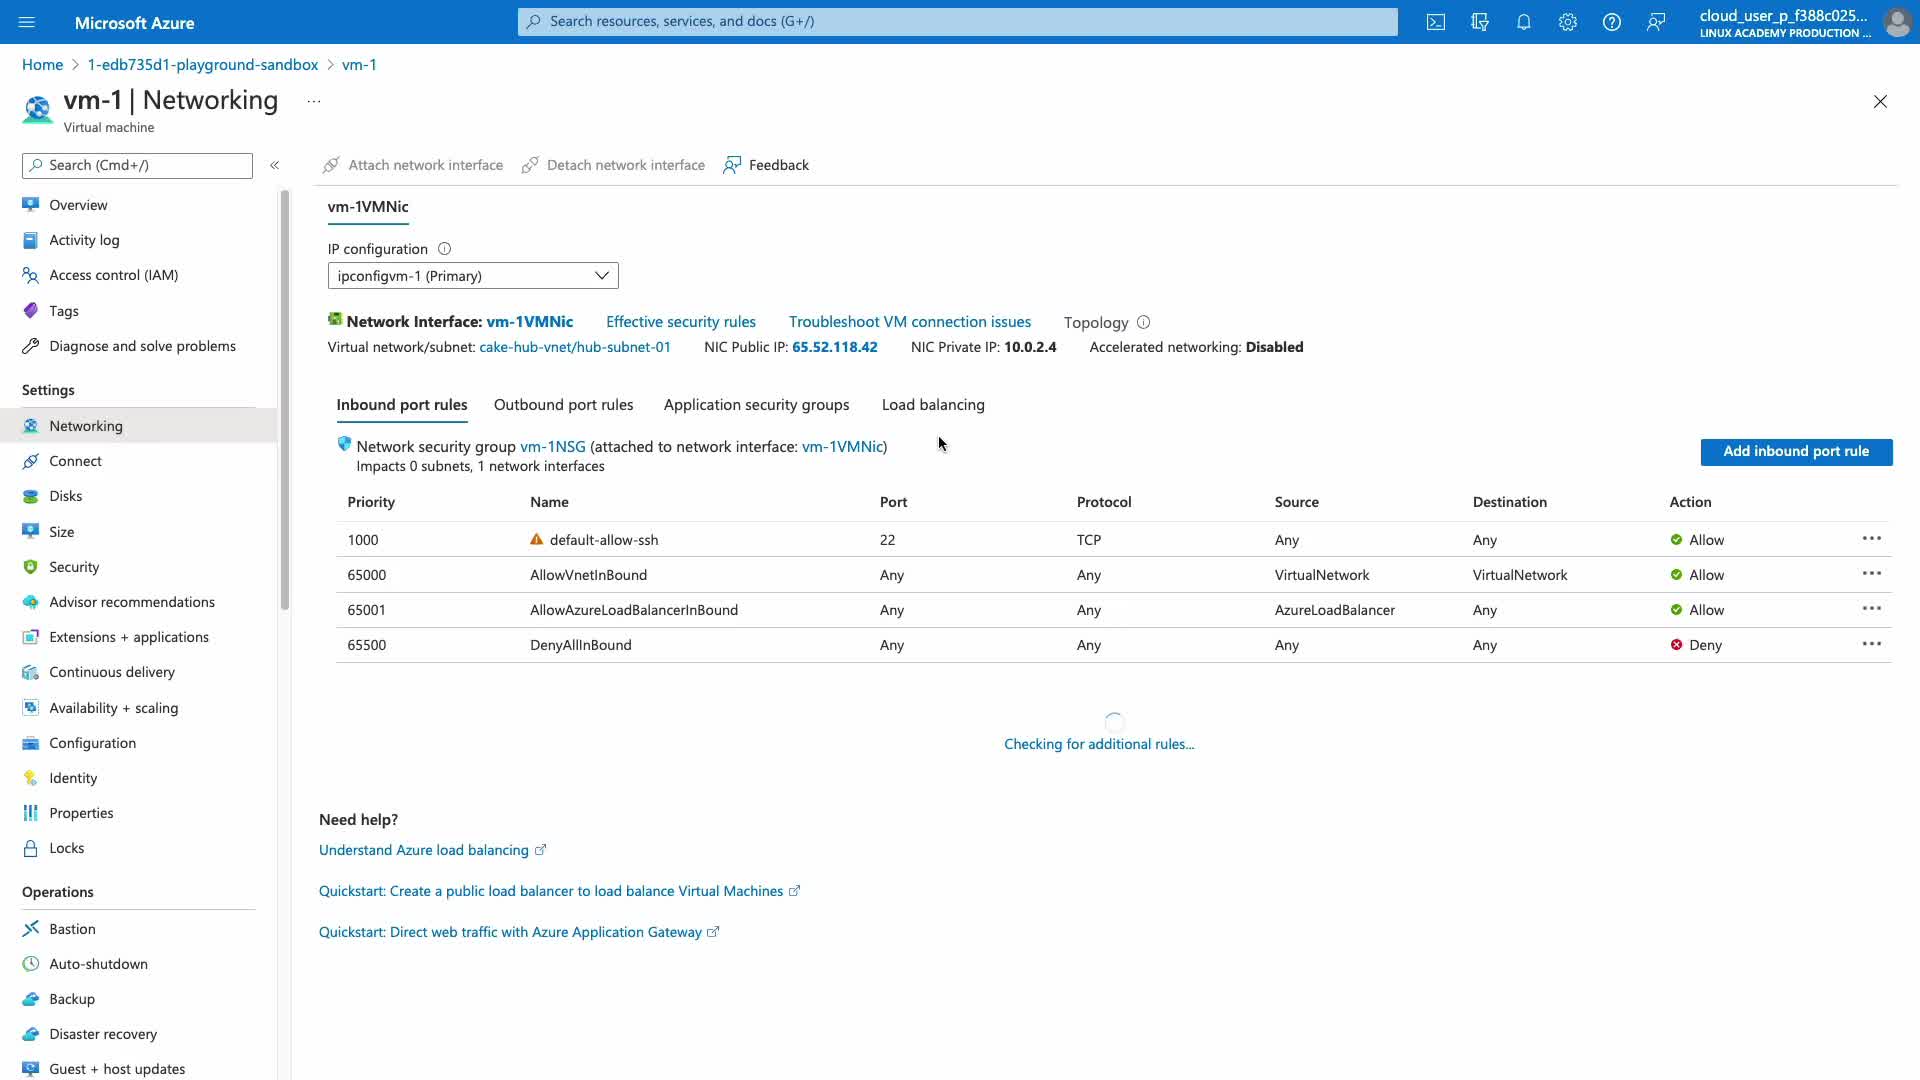 Microsoft Azure
Search resources, services, and docs (G+/)
cloud_user_p_f388c025...
LINUX ACADEMY PRODUCTION ...
Home > 1-edb735d1-playground-sandbox > vm-1
vm-1 | Networking ...
Virtual machine
Search (Cmd+/)
Overview
Activity log
Access control (IAM)
Tags
Diagnose and solve problems
Settings
Networking
Connect
Disks
Size
Security
Advisor recommendations
Extensions + applications
Continuous delivery
Availability + scaling
Configuration
Identity
Properties
Locks
Operations
Bastion
Auto-shutdown
Backup
Disaster recovery
Guest + host updates
Attach network interface Detach network interface Feedback
vm-1VMNic
IP configuration
ipconfigvm-1 (Primary)
Network Interface: vm-1VMNic Effective security rules Troubleshoot VM connection issues Topology
Virtual network/subnet: cake-hub-vnet/hub-subnet-01 NIC Public IP: 65.52.118.42 NIC Private IP: 10.0.2.4 Accelerated networking: Disabled
Inbound port rules Outbound port rules Application security groups Load balancing
Network security group vm-1NSG (attached to network interface: vm-1VMNic)
Impacts 0 subnets, 1 network interfaces
Add inbound port rule
Priority Name Port Protocol Source Destination Action
1000 default-allow-ssh 22 TCP Any Any Allow
65000 AllowVnetInBound Any Any VirtualNetwork VirtualNetwork Allow
65001 AllowAzureLoadBalancerInBound Any Any AzureLoadBalancer Any Allow
65500 DenyAllInBound Any Any Any Any Deny
Checking for additional rules...
Need help?
Understand Azure load balancing
Quickstart: Create a public load balancer to load balance Virtual Machines
Quickstart: Direct web traffic with Azure Application Gateway